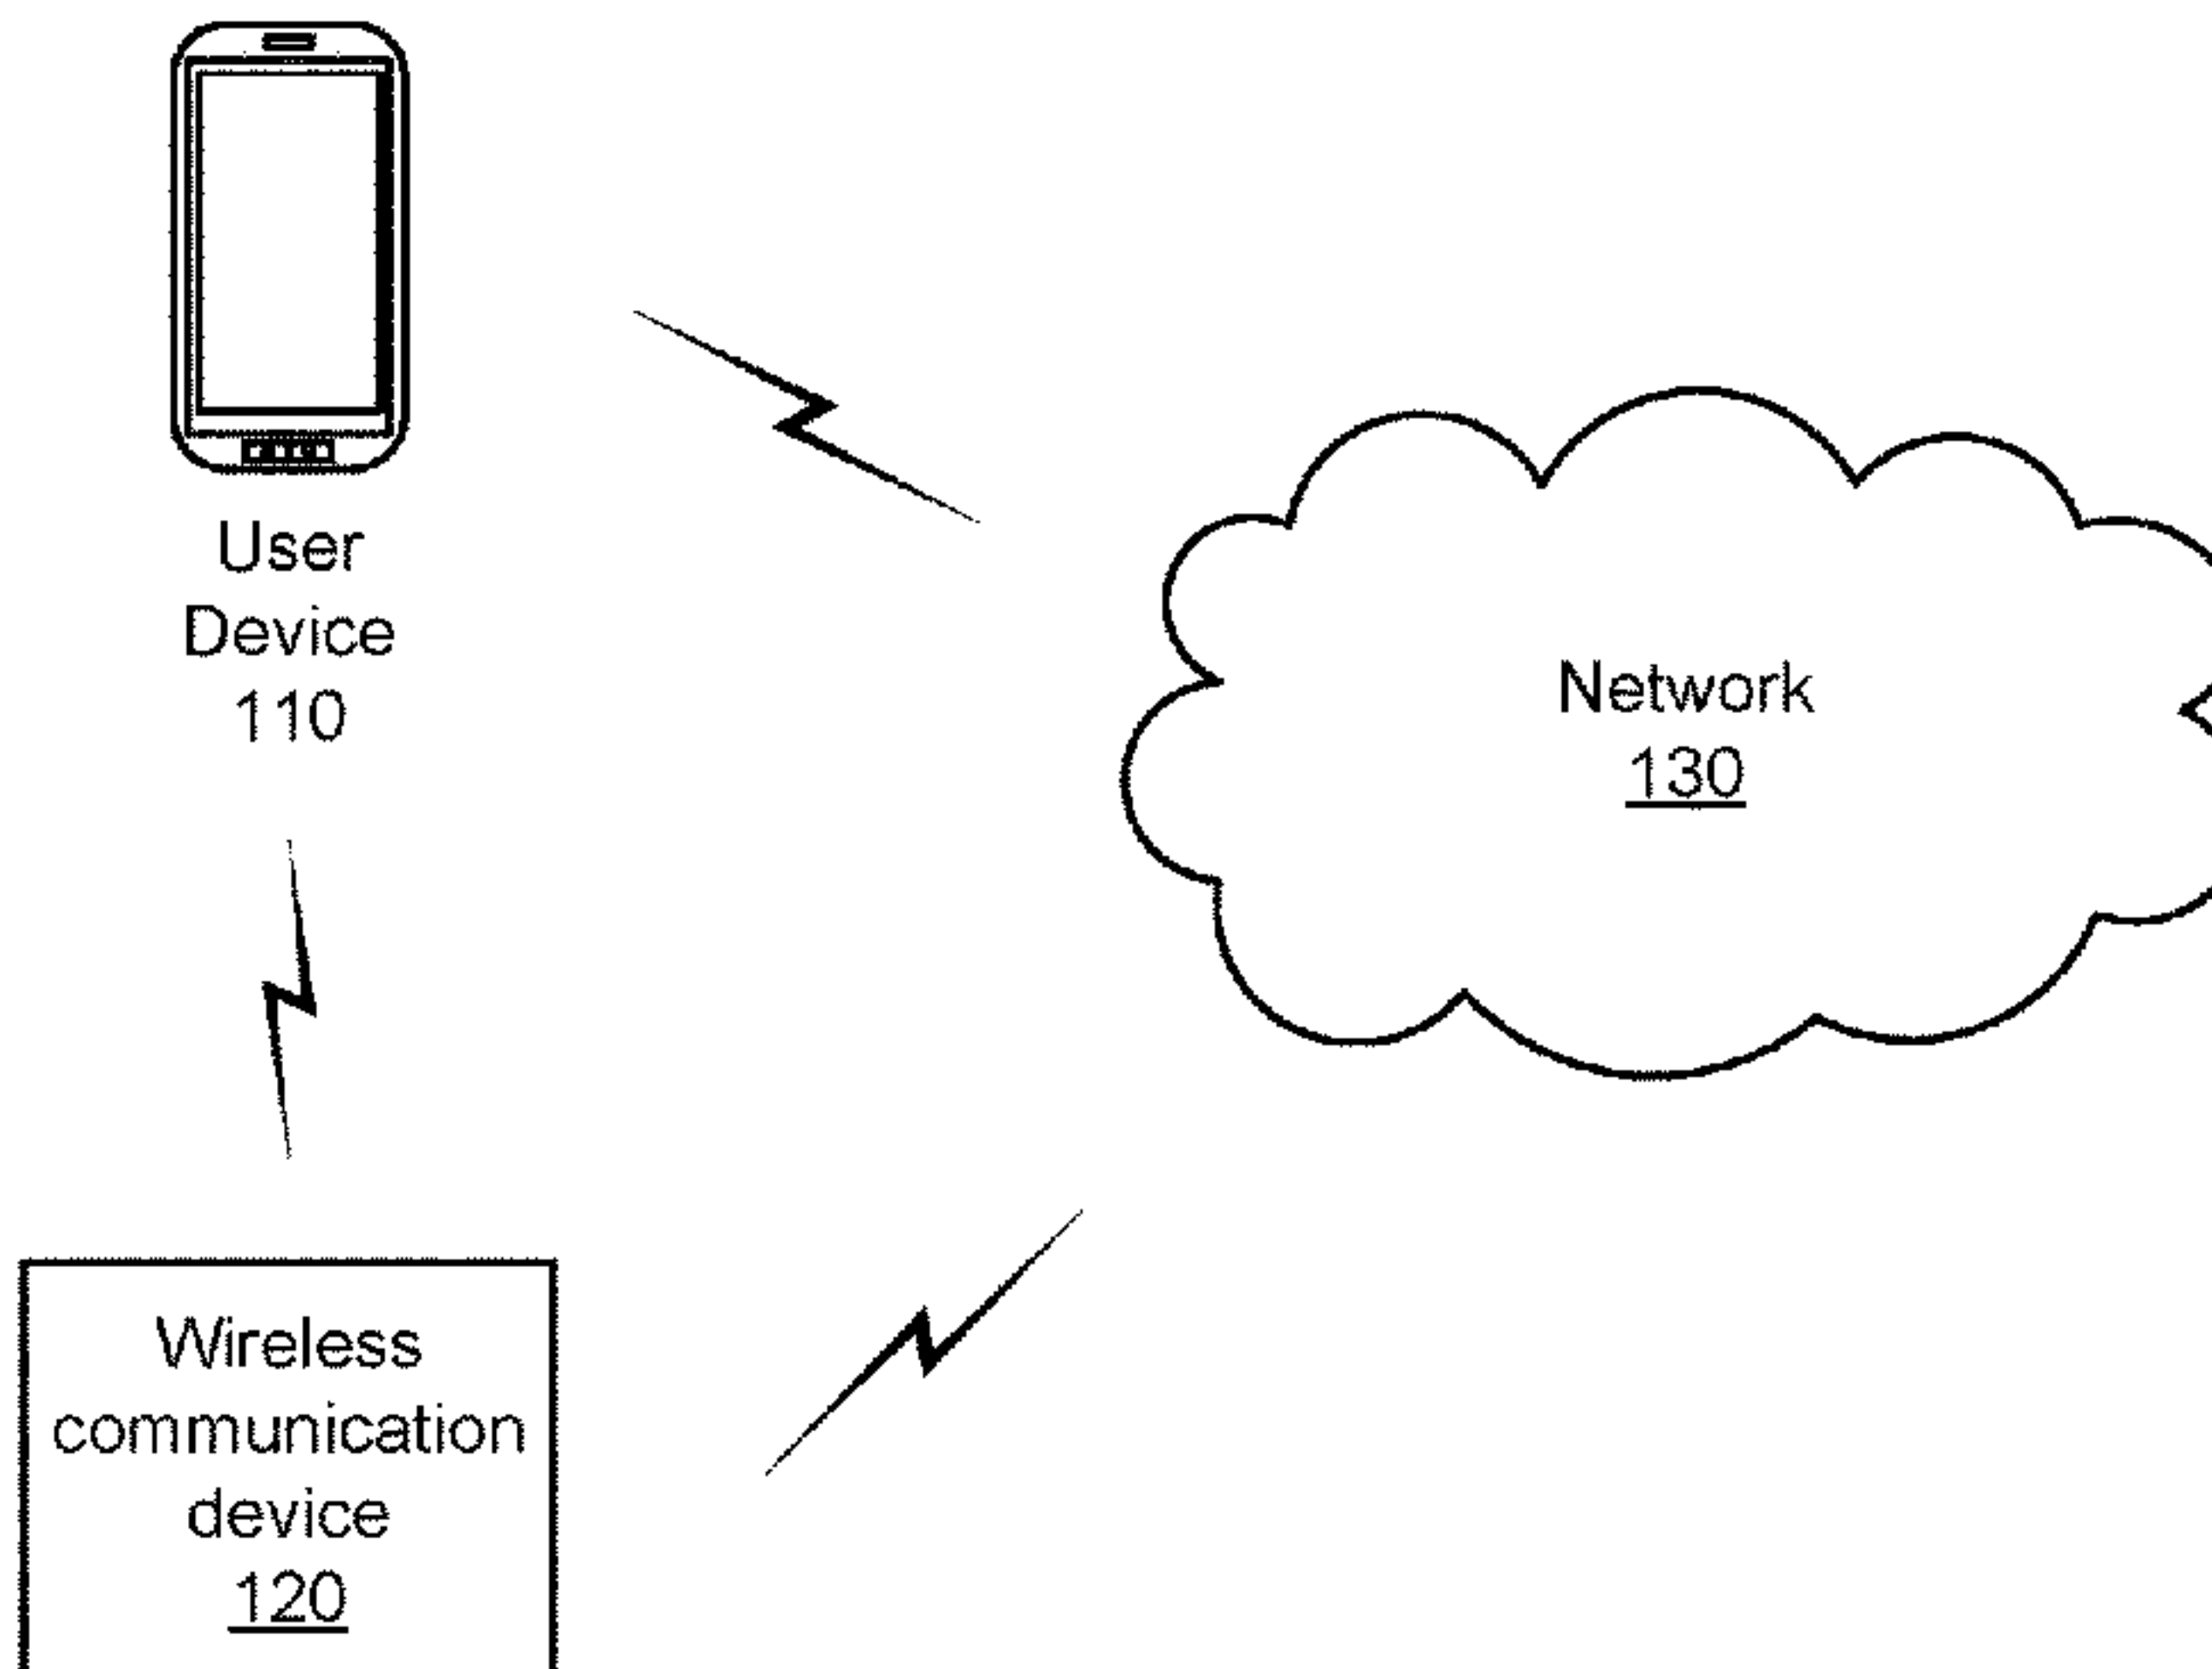 User
Device
110
Network
130
Wireless
communication
device
120